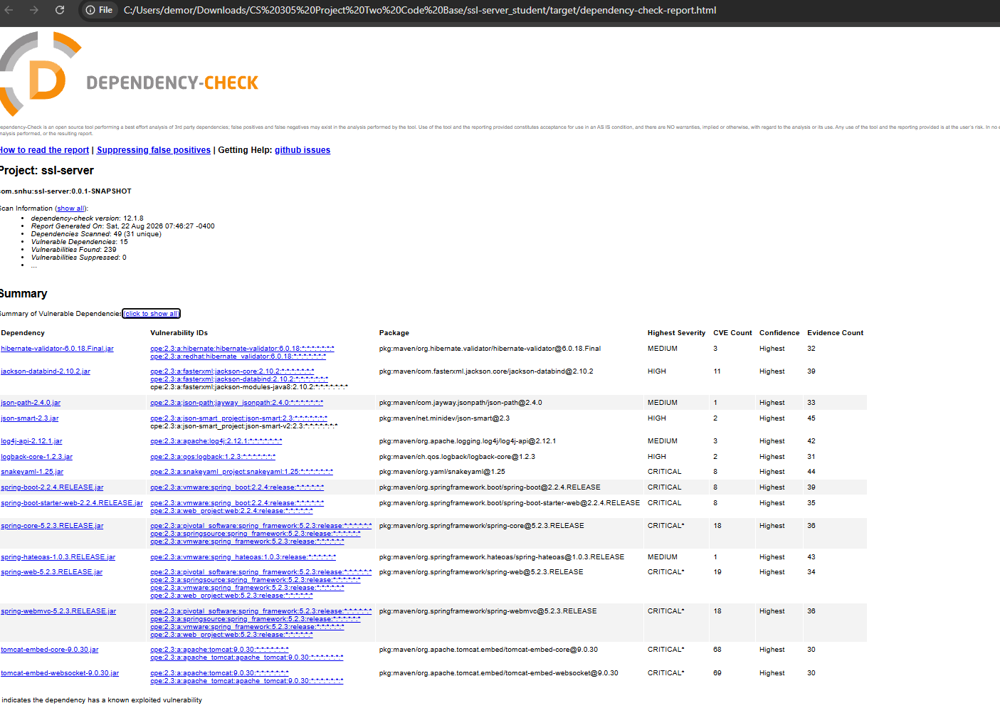 File C:/Users/demor/Downloads/CS%20305%20Project%20Two%20Code%20Base/ssl-server_student/target/dependency-check-report.html
D
DEPENDENCY-CHECK
ependency-Check is an open source tool performing a best effort analysis of 3rd party dependencies; false positives and false negatives may exist in the analysis performed by the tool. Use of the tool and the reporting provided constitutes acceptance for use in an AS IS condition, and there are NO warranties, implied or otherwise, with regard to the analysis or its use. Any use of the tool and the reporting provided is at the user's risk. In no e
nalysis performed, or the resulting report.
How to read the report | Suppressing false positives | Getting Help: github issues
Project: ssl-server
com.snhu:ssl-server:0.0.1-SNAPSHOT
Scan Information (show all):
• dependency-check version: 12.1.8
• Report Generated On: Sat, 22 Aug 2026 07:46:27 -0400
• Dependencies Scanned: 49 (31 unique)
• Vulnerable Dependencies: 15
• Vulnerabilities Found: 239
• Vulnerabilities Suppressed: 0
• ...
Summary
Summary of Vulnerable Dependencies (click to show all)
Dependency Vulnerability IDs Package Highest Severity CVE Count Confidence Evidence Count
hibernate-validator-6.0.18.Final.jar cpe:2.3:a:hibernate:hibernate-validator:6.0.18:*:*:*:*:*:*:* pkg:maven/org.hibernate.validator/hibernate-validator@6.0.18.Final MEDIUM 3 Highest 32
cpe:2.3:a:redhat:hibernate_validator:6.0.18:*:*:*:*:*:*:*
jackson-databind-2.10.2.jar cpe:2.3:a:fasterxml:jackson-core:2.10.2:*:*:*:*:*:*:* pkg:maven/com.fasterxml.jackson.core/jackson-databind@2.10.2 HIGH 11 Highest 39
cpe:2.3:a:fasterxml:jackson-databind:2.10.2:*:*:*:*:*:*:*
cpe:2.3:a:fasterxml:jackson-modules-java8:2.10.2:*:*:*:*:*:*:*
json-path-2.4.0.jar cpe:2.3:a:json-path:jayway_jsonpath:2.4.0:*:*:*:*:*:*:* pkg:maven/com.jayway.jsonpath/json-path@2.4.0 MEDIUM 1 Highest 33
json-smart-2.3.jar cpe:2.3:a:json-smart_project:json-smart:2.3:*:*:*:*:*:*:* pkg:maven/net.minidev/json-smart@2.3 HIGH 2 Highest 45
cpe:2.3:a:json-smart_project:json-smart-v2:2.3:*:*:*:*:*:*:*
log4j-api-2.12.1.jar cpe:2.3:a:apache:log4j:2.12.1:*:*:*:*:*:*:* pkg:maven/org.apache.logging.log4j/log4j-api@2.12.1 MEDIUM 3 Highest 42
logback-core-1.2.3.jar cpe:2.3:a:qos:logback:1.2.3:*:*:*:*:*:*:* pkg:maven/ch.qos.logback/logback-core@1.2.3 HIGH 2 Highest 31
snakeyaml-1.25.jar cpe:2.3:a:snakeyaml_project:snakeyaml:1.25:*:*:*:*:*:*:* pkg:maven/org.yaml/snakeyaml@1.25 CRITICAL 8 Highest 44
spring-boot-2.2.4.RELEASE.jar cpe:2.3:a:vmware:spring_boot:2.2.4:release:*:*:*:*:*:* pkg:maven/org.springframework.boot/spring-boot@2.2.4.RELEASE CRITICAL 8 Highest 39
spring-boot-starter-web-2.2.4.RELEASE.jar cpe:2.3:a:vmware:spring_boot:2.2.4:release:*:*:*:*:*:* pkg:maven/org.springframework.boot/spring-boot-starter-web@2.2.4.RELEASE CRITICAL 8 Highest 35
cpe:2.3:a:web_project:web:2.2.4:release:*:*:*:*:*:*
spring-core-5.2.3.RELEASE.jar cpe:2.3:a:pivotal_software:spring_framework:5.2.3:release:*:*:*:*:*:* pkg:maven/org.springframework/spring-core@5.2.3.RELEASE CRITICAL* 18 Highest 36
cpe:2.3:a:springsource:spring_framework:5.2.3:release:*:*:*:*:*:*
cpe:2.3:a:vmware:spring_framework:5.2.3:release:*:*:*:*:*:*
spring-hateoas-1.0.3.RELEASE.jar cpe:2.3:a:vmware:spring_hateoas:1.0.3:release:*:*:*:*:*:* pkg:maven/org.springframework.hateoas/spring-hateoas@1.0.3.RELEASE MEDIUM 1 Highest 43
spring-web-5.2.3.RELEASE.jar cpe:2.3:a:pivotal_software:spring_framework:5.2.3:release:*:*:*:*:*:* pkg:maven/org.springframework/spring-web@5.2.3.RELEASE CRITICAL* 19 Highest 34
cpe:2.3:a:springsource:spring_framework:5.2.3:release:*:*:*:*:*:*
cpe:2.3:a:vmware:spring_framework:5.2.3:release:*:*:*:*:*:*
cpe:2.3:a:web_project:web:5.2.3:release:*:*:*:*:*:*
spring-webmvc-5.2.3.RELEASE.jar cpe:2.3:a:pivotal_software:spring_framework:5.2.3:release:*:*:*:*:*:* pkg:maven/org.springframework/spring-webmvc@5.2.3.RELEASE CRITICAL* 18 Highest 36
cpe:2.3:a:springsource:spring_framework:5.2.3:release:*:*:*:*:*:*
cpe:2.3:a:vmware:spring_framework:5.2.3:release:*:*:*:*:*:*
cpe:2.3:a:web_project:web:5.2.3:release:*:*:*:*:*:*
tomcat-embed-core-9.0.30.jar cpe:2.3:a:apache:tomcat:9.0.30:*:*:*:*:*:*:* pkg:maven/org.apache.tomcat.embed/tomcat-embed-core@9.0.30 CRITICAL* 68 Highest 30
cpe:2.3:a:apache_tomcat:apache_tomcat:9.0.30:*:*:*:*:*:*:*
tomcat-embed-websocket-9.0.30.jar cpe:2.3:a:apache:tomcat:9.0.30:*:*:*:*:*:*:* pkg:maven/org.apache.tomcat.embed/tomcat-embed-websocket@9.0.30 CRITICAL* 69 Highest 30
cpe:2.3:a:apache_tomcat:apache_tomcat:9.0.30:*:*:*:*:*:*:*
indicates the dependency has a known exploited vulnerability